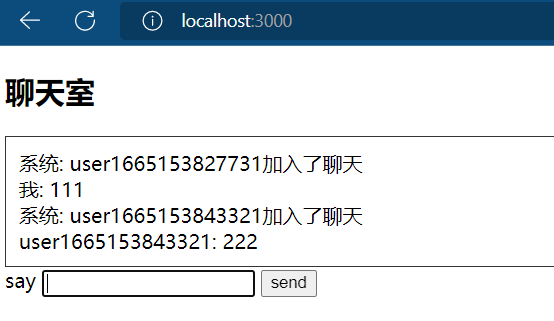 localhost:3000
聊天室
系统: user1665153827731加入了聊天
我: 111
系统: user1665153843321加入了聊天
user1665153843321: 222
say send